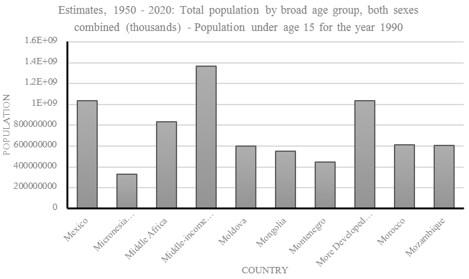 Estimates, 1950 - 2020: Total population by broad age group, both sexes
combined (thousands) - Population under age 15 for the year 1990
1.6E+09
1.4E+09
1.2E+09
1E+09
800000000
600000000
400000000
200000000
0
POPULATION
Mexico
Micronesia...
Middle Africa
Middle-income...
Moldova
Mongolia
Montenegro
More Developed...
Morocco
Mozambique
COUNTRY